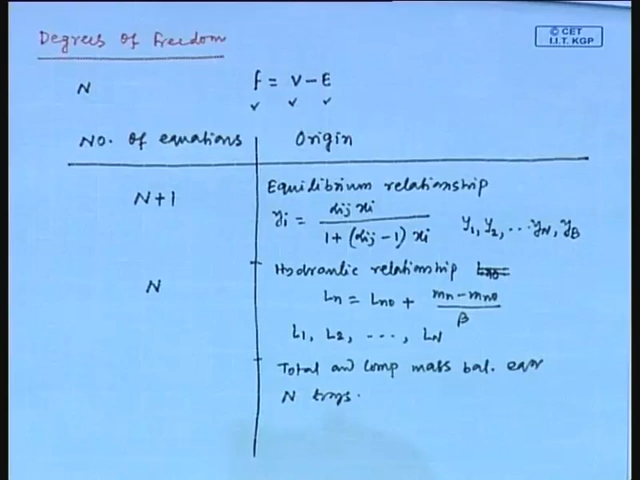 Degrees of Freedom
© CET
I.I.T. KGP
N f = V - E
No. of equations Origin
N+1 Equilibrium relationship
yi = αij xi / 1 + (αij - 1) xi y1, y2, ... yN, yB
N Hydraulic relationship
Ln = Ln0 + mn - mn0 / β
L1, L2, ..., LN
Total and comp mass bal. eqn
N trays.